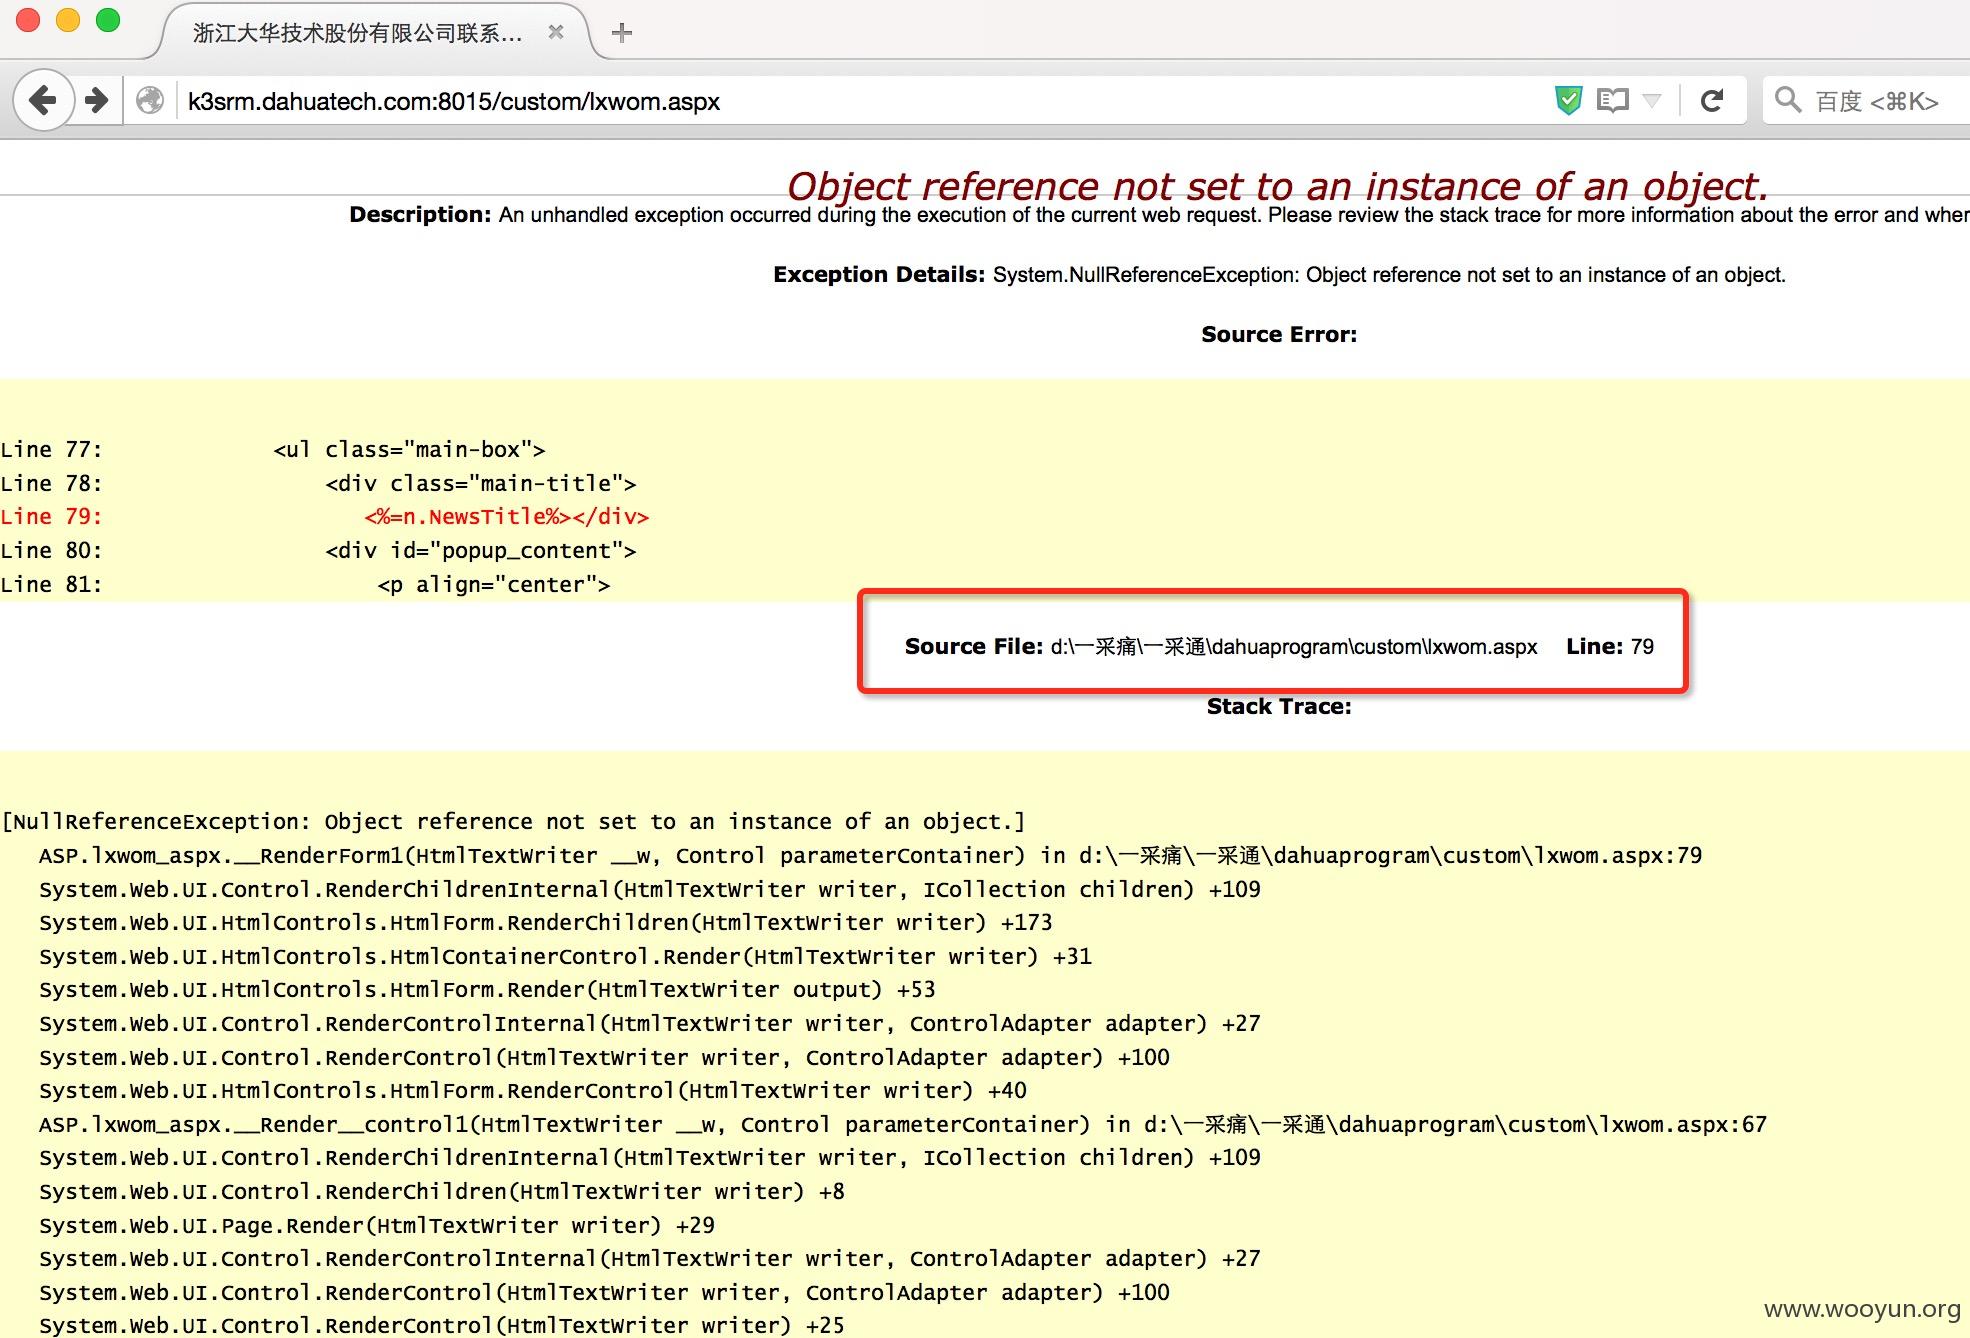 浙江大华技术股份有限公司联系...
k3srm.dahuatech.com:8015/custom/lxwom.aspx
百度 <⌘K>
Object reference not set to an instance of an object.
Description: An unhandled exception occurred during the execution of the current web request. Please review the stack trace for more information about the error and wher
Exception Details: System.NullReferenceException: Object reference not set to an instance of an object.
Source Error:
Line 77:             <ul class="main-box">
Line 78:                 <div class="main-title">
Line 79:                    <%=n.NewsTitle%></div>
Line 80:                 <div id="popup_content">
Line 81:                     <p align="center">
Source File: d:\一采痛\一采通\dahuaprogram\custom\lxwom.aspx    Line: 79
Stack Trace:
[NullReferenceException: Object reference not set to an instance of an object.]
   ASP.lxwom_aspx.__RenderForm1(HtmlTextWriter __w, Control parameterContainer) in d:\一采痛\一采通\dahuaprogram\custom\lxwom.aspx:79
   System.Web.UI.Control.RenderChildrenInternal(HtmlTextWriter writer, ICollection children) +109
   System.Web.UI.HtmlControls.HtmlForm.RenderChildren(HtmlTextWriter writer) +173
   System.Web.UI.HtmlControls.HtmlContainerControl.Render(HtmlTextWriter writer) +31
   System.Web.UI.HtmlControls.HtmlForm.Render(HtmlTextWriter output) +53
   System.Web.UI.Control.RenderControlInternal(HtmlTextWriter writer, ControlAdapter adapter) +27
   System.Web.UI.Control.RenderControl(HtmlTextWriter writer, ControlAdapter adapter) +100
   System.Web.UI.HtmlControls.HtmlForm.RenderControl(HtmlTextWriter writer) +40
   ASP.lxwom_aspx.__Render__control1(HtmlTextWriter __w, Control parameterContainer) in d:\一采痛\一采通\dahuaprogram\custom\lxwom.aspx:67
   System.Web.UI.Control.RenderChildrenInternal(HtmlTextWriter writer, ICollection children) +109
   System.Web.UI.Control.RenderChildren(HtmlTextWriter writer) +8
   System.Web.UI.Page.Render(HtmlTextWriter writer) +29
   System.Web.UI.Control.RenderControlInternal(HtmlTextWriter writer, ControlAdapter adapter) +27
   System.Web.UI.Control.RenderControl(HtmlTextWriter writer, ControlAdapter adapter) +100
   System.Web.UI.Control.RenderControl(HtmlTextWriter writer) +25
www.wooyun.org